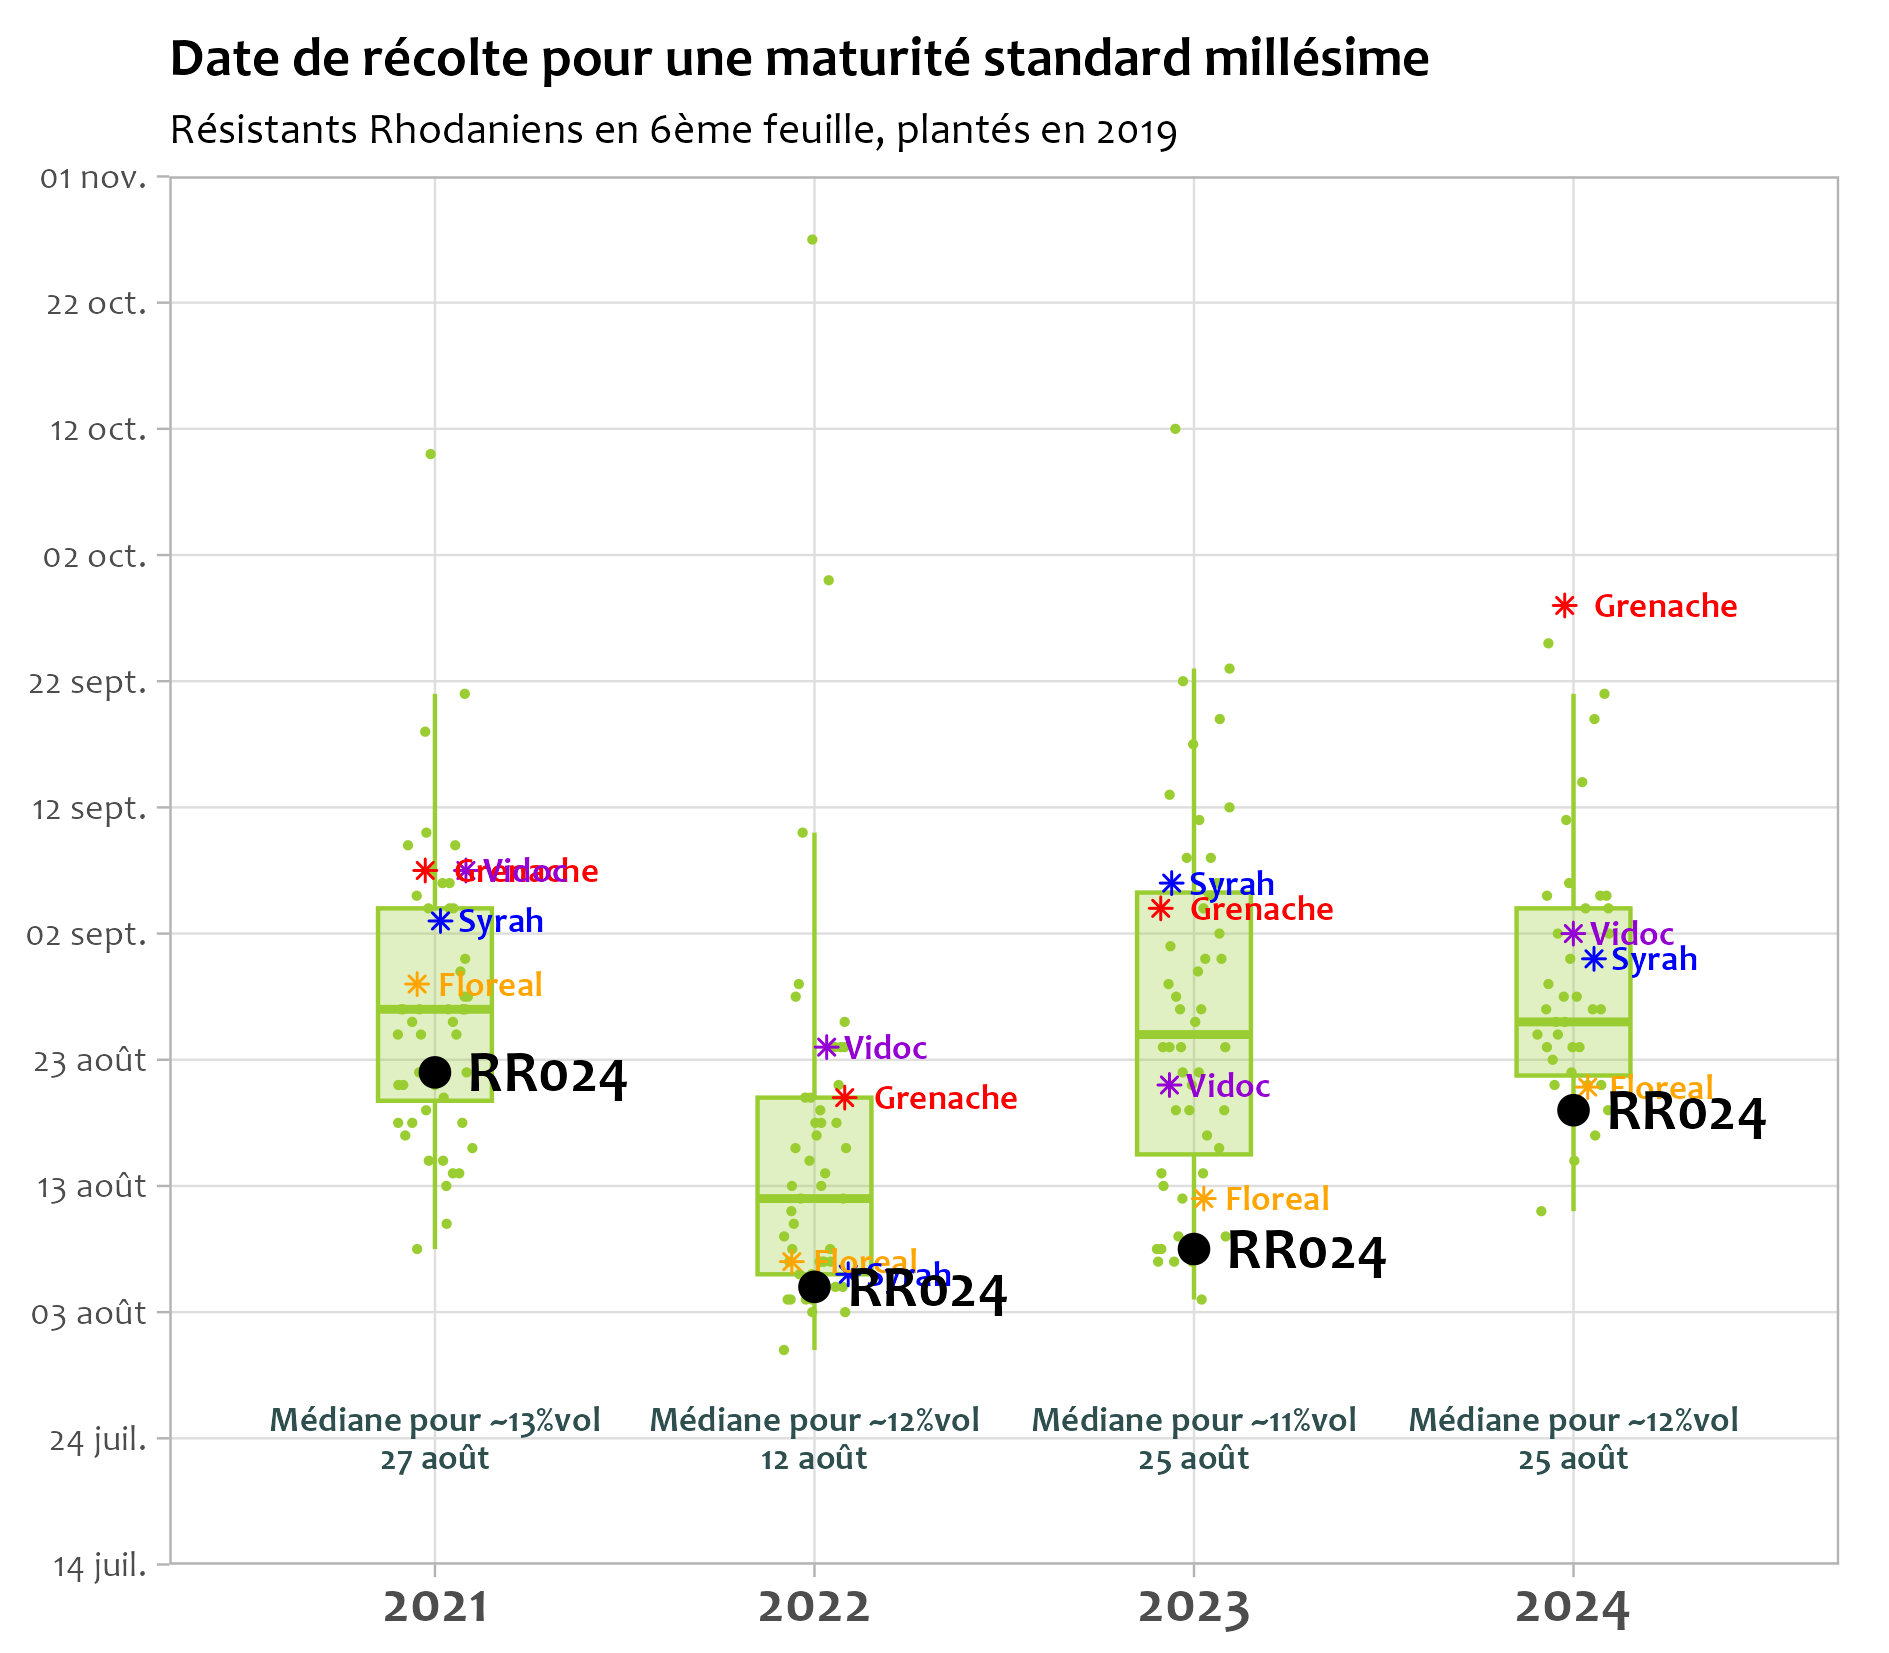 Date de récolte pour une maturité standard millésime
Résistants Rhodaniens en 6ème feuille, plantés en 2019
01 nov.
22 oct.
12 oct.
02 oct.
22 sept.
12 sept.
02 sept.
23 août
13 août
03 août
24 juil.
14 juil.
Grenache
Vidoc
Syrah
Floreal
RR024
Vidoc
Grenache
Floreal
Syrah
RR024
Syrah
Grenache
Vidoc
Floreal
RR024
Grenache
Vidoc
Syrah
Floreal
RR024
Médiane pour ~13%vol
27 août
Médiane pour ~12%vol
12 août
Médiane pour ~11%vol
25 août
Médiane pour ~12%vol
25 août
2021
2022
2023
2024